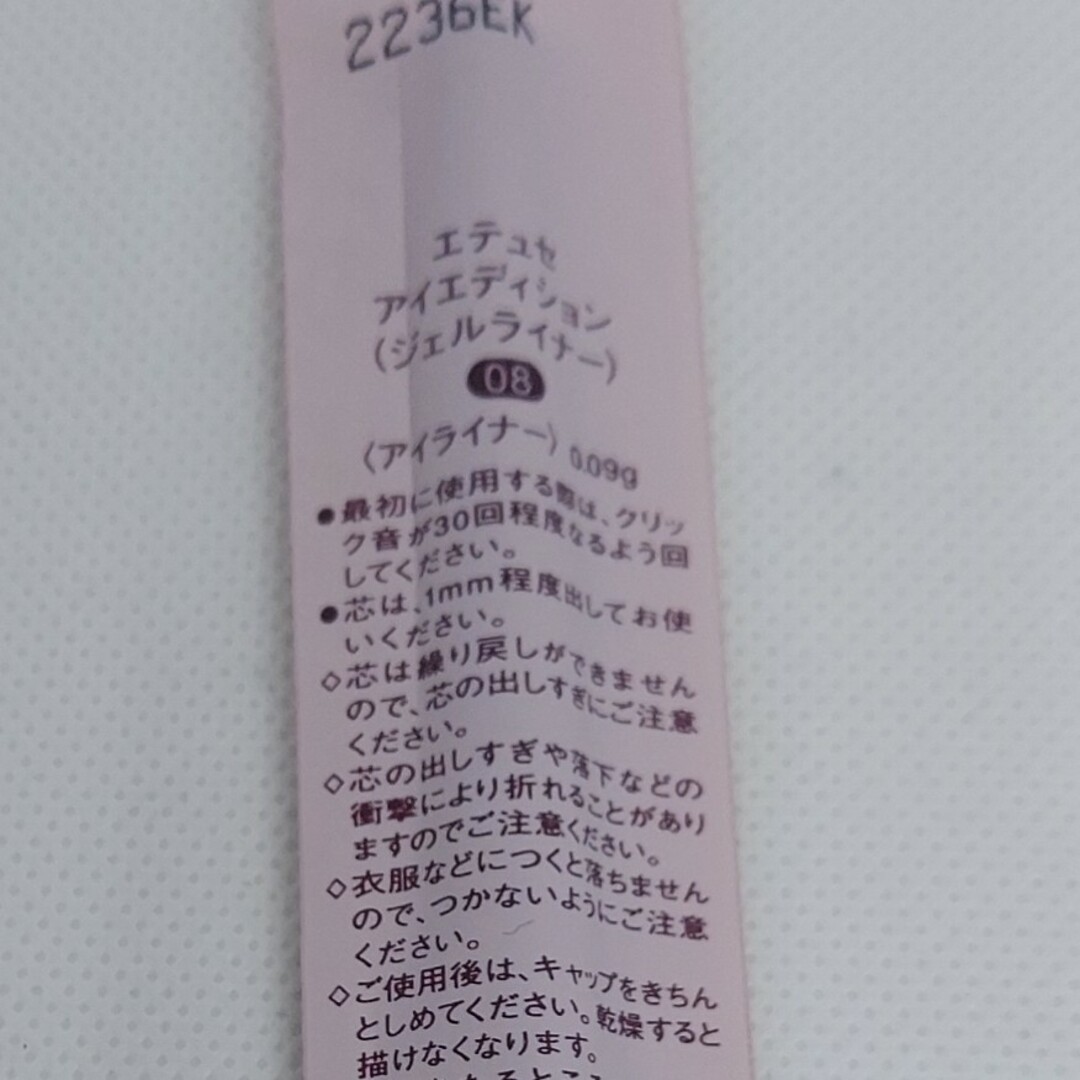 2236EK
エテュセ
アイエディション
(ジェルライナー)
08
〈アイライナー〉0.09g
●最初に使用する際は、クリッ
ク音が30回程度なるよう回
してください。
●芯は、1mm程度出してお使
いください。
◇芯は繰り戻しができません
ので、芯の出しすぎにご注意
ください。
◇芯の出しすぎや落下などの
衝撃により折れることがあり
ますのでご注意ください。
◇衣服などにつくと落ちません
ので、つかないようにご注意
ください。
◇ご使用後は、キャップをきちん
としめてください。乾燥すると
描けなくなります。